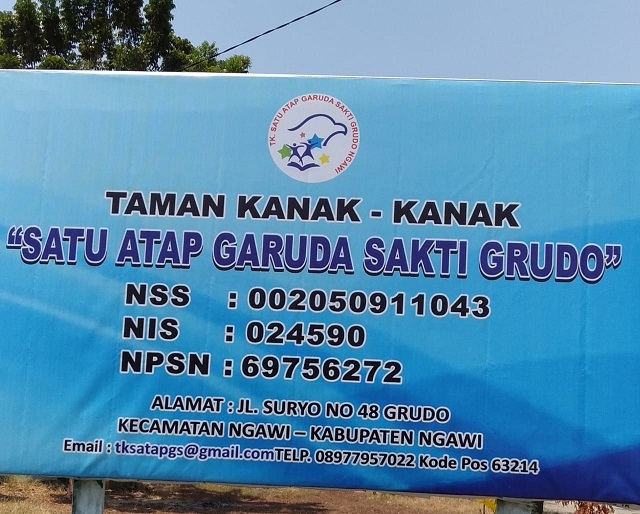 TK. SATU ATAP GARUDA SAKTI GRUDO NGAWI
TAMAN KANAK - KANAK
“SATU ATAP GARUDA SAKTI GRUDO”
NSS : 002050911043
NIS : 024590
NPSN : 69756272
ALAMAT : JL. SURYO NO 48 GRUDO
KECAMATAN NGAWI – KABUPATEN NGAWI
Email : tksatapgs@gmail.comTELP. 08977957022 Kode Pos 63214